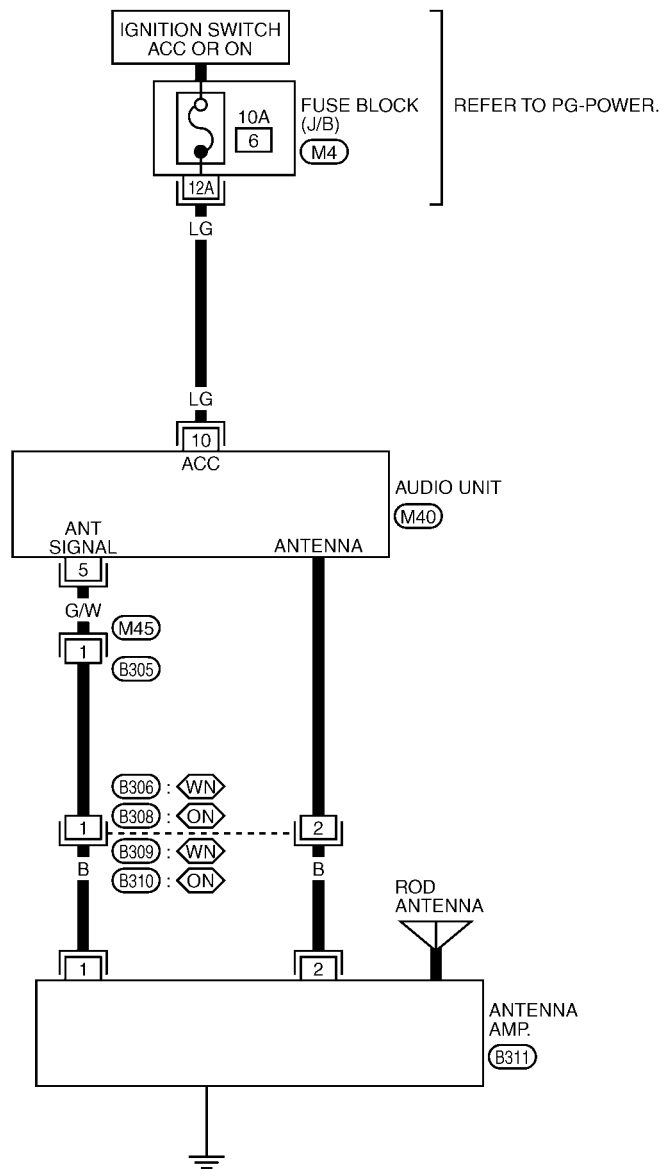 IGNITION SWITCH
ACC OR ON
FUSE BLOCK
(J/B)
REFER TO PG-POWER.
10A
6
M4
12A
LG
LG
10
ACC
AUDIO UNIT
M40
ANT
SIGNAL
ANTENNA
5
G/W
M45
1
B305
B306 : WN
B308 : ON
1
2
B309 : WN
B310 : ON
B
B
ROD
ANTENNA
1
2
ANTENNA
AMP.
B311